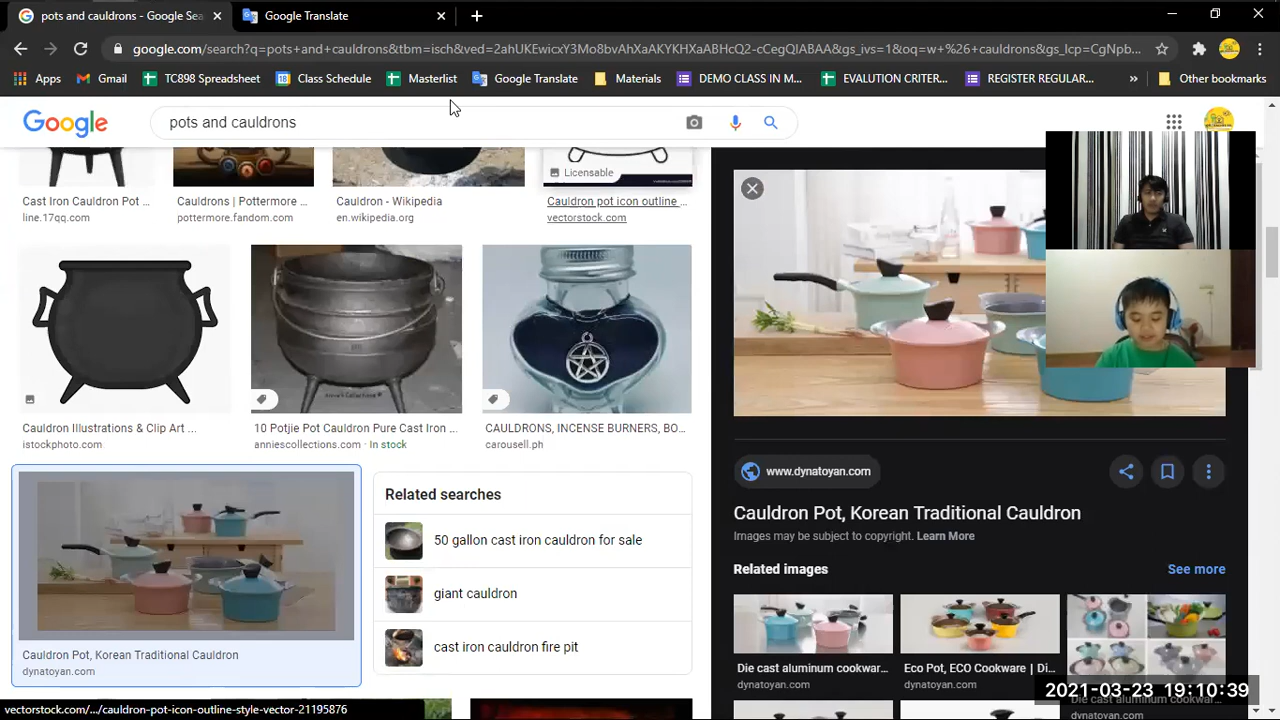 pots and cauldrons - Google Sea
Google Translate
google.com/search?q=pots+and+cauldrons&tbm=isch&ved=2ahUKEwicxY3Mo8bvAhXaAKYKHXaABHcQ2-cCegQIABAA&gs_ivs=1&oq=w+%26+cauldrons&gs_lcp=CgNpb...
Apps
Gmail
TC898 Spreadsheet
Class Schedule
Masterlist
Google Translate
Materials
DEMO CLASS IN M...
EVALUTION CRITER...
REGISTER REGULAR...
»
Other bookmarks
Google
pots and cauldrons
Licensable
Cast Iron Cauldron Pot ...
line.17qq.com
Cauldrons | Pottermore ...
pottermore.fandom.com
Cauldron - Wikipedia
en.wikipedia.org
Cauldron pot icon outline ...
vectorstock.com
Cauldron Illustrations & Clip Art ...
istockphoto.com
10 Potjie Pot Cauldron Pure Cast Iron ...
anniescollections.com · In stock
CAULDRONS, INCENSE BURNERS, BO...
carousell.ph
Cauldron Pot, Korean Traditional Cauldron
dynatoyan.com
Related searches
50 gallon cast iron cauldron for sale
giant cauldron
cast iron cauldron fire pit
www.dynatoyan.com
Cauldron Pot, Korean Traditional Cauldron
Images may be subject to copyright. Learn More
Related images
See more
Die cast aluminum cookwar...
dynatoyan.com
Eco Pot, ECO Cookware | Di...
dynatoyan.com
Die cast aluminum cookwar...
dynatoyan.com
vectorstock.com/.../cauldron-pot-icon-outline-style-vector-21195876
2021-03-23 19:10:39